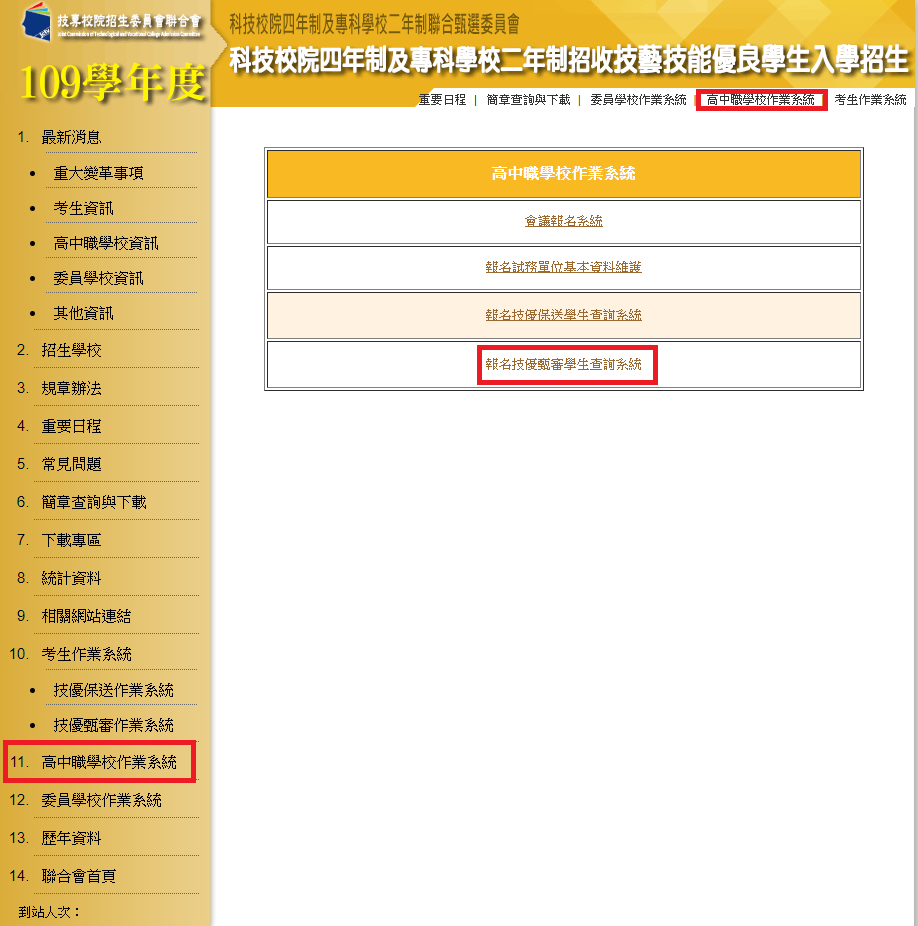 技專校院招生委員會聯合會
Joint Commission of Technological and Vocational College Admission Committee
109學年度
科技校院四年制及專科學校二年制聯合甄選委員會
科技校院四年制及專科學校二年制招收技藝技能優良學生入學招生
重要日程 | 簡章查詢與下載 | 委員學校作業系統 | 高中職學校作業系統 | 考生作業系統
1. 最新消息
• 重大變革事項
• 考生資訊
• 高中職學校資訊
• 委員學校資訊
• 其他資訊
2. 招生學校
3. 規章辦法
4. 重要日程
5. 常見問題
6. 簡章查詢與下載
7. 下載專區
8. 統計資料
9. 相關網站連結
10. 考生作業系統
• 技優保送作業系統
• 技優甄審作業系統
11. 高中職學校作業系統
12. 委員學校作業系統
13. 歷年資料
14. 聯合會首頁
到站人次：
高中職學校作業系統
會議報名系統
報名試務單位基本資料維護
報名技優保送學生查詢系統
報名技優甄審學生查詢系統